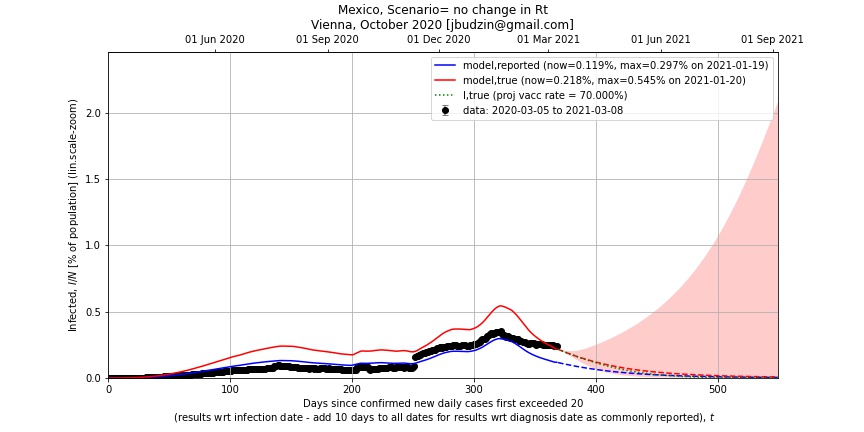 Mexico, Scenario= no change in Rt
Vienna, October 2020 [jbudzin@gmail.com]
01 Jun 2020 01 Sep 2020 01 Dec 2020 01 Mar 2021 01 Jun 2021 01 Sep 2021
model,reported (now=0.119%, max=0.297% on 2021-01-19)
model,true (now=0.218%, max=0.545% on 2021-01-20)
I,true (proj vacc rate = 70.000%)
data: 2020-03-05 to 2021-03-08
Infected, I/N [% of population] (lin.scale-zoom)
2.0
1.5
1.0
0.5
0.0
0 100 200 300 400 500
Days since confirmed new daily cases first exceeded 20
(results wrt infection date - add 10 days to all dates for results wrt diagnosis date as commonly reported), t